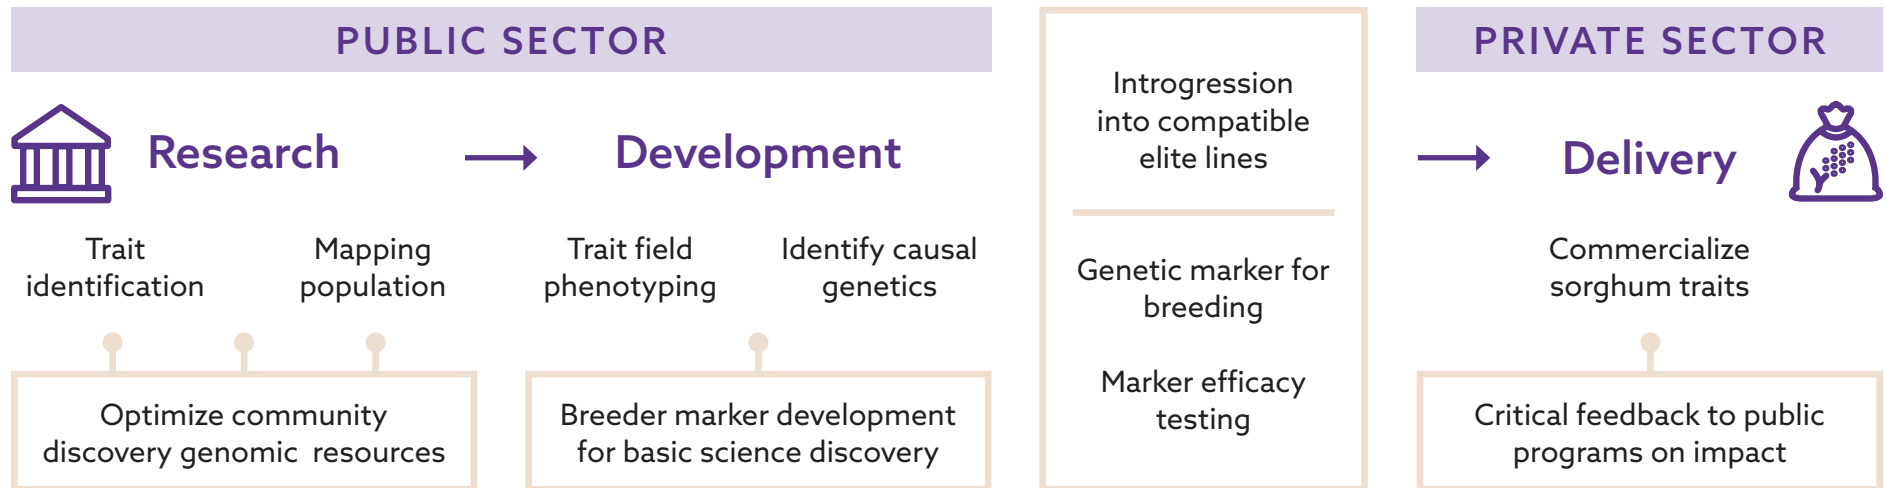 PUBLIC SECTOR
Research
Development
Trait
identification
Mapping
population
Trait field
phenotyping
Identify causal
genetics
Optimize community
discovery genomic resources
Breeder marker development
for basic science discovery
Introgression
into compatible
elite lines
Genetic marker for
breeding
Marker efficacy
testing
PRIVATE SECTOR
Delivery
Commercialize
sorghum traits
Critical feedback to public
programs on impact